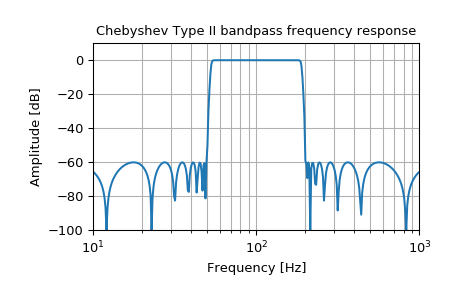 Chebyshev Type II bandpass frequency response
0
−20
−40
−60
−80
−100
Amplitude [dB]
10¹ 10² 10³
Frequency [Hz]